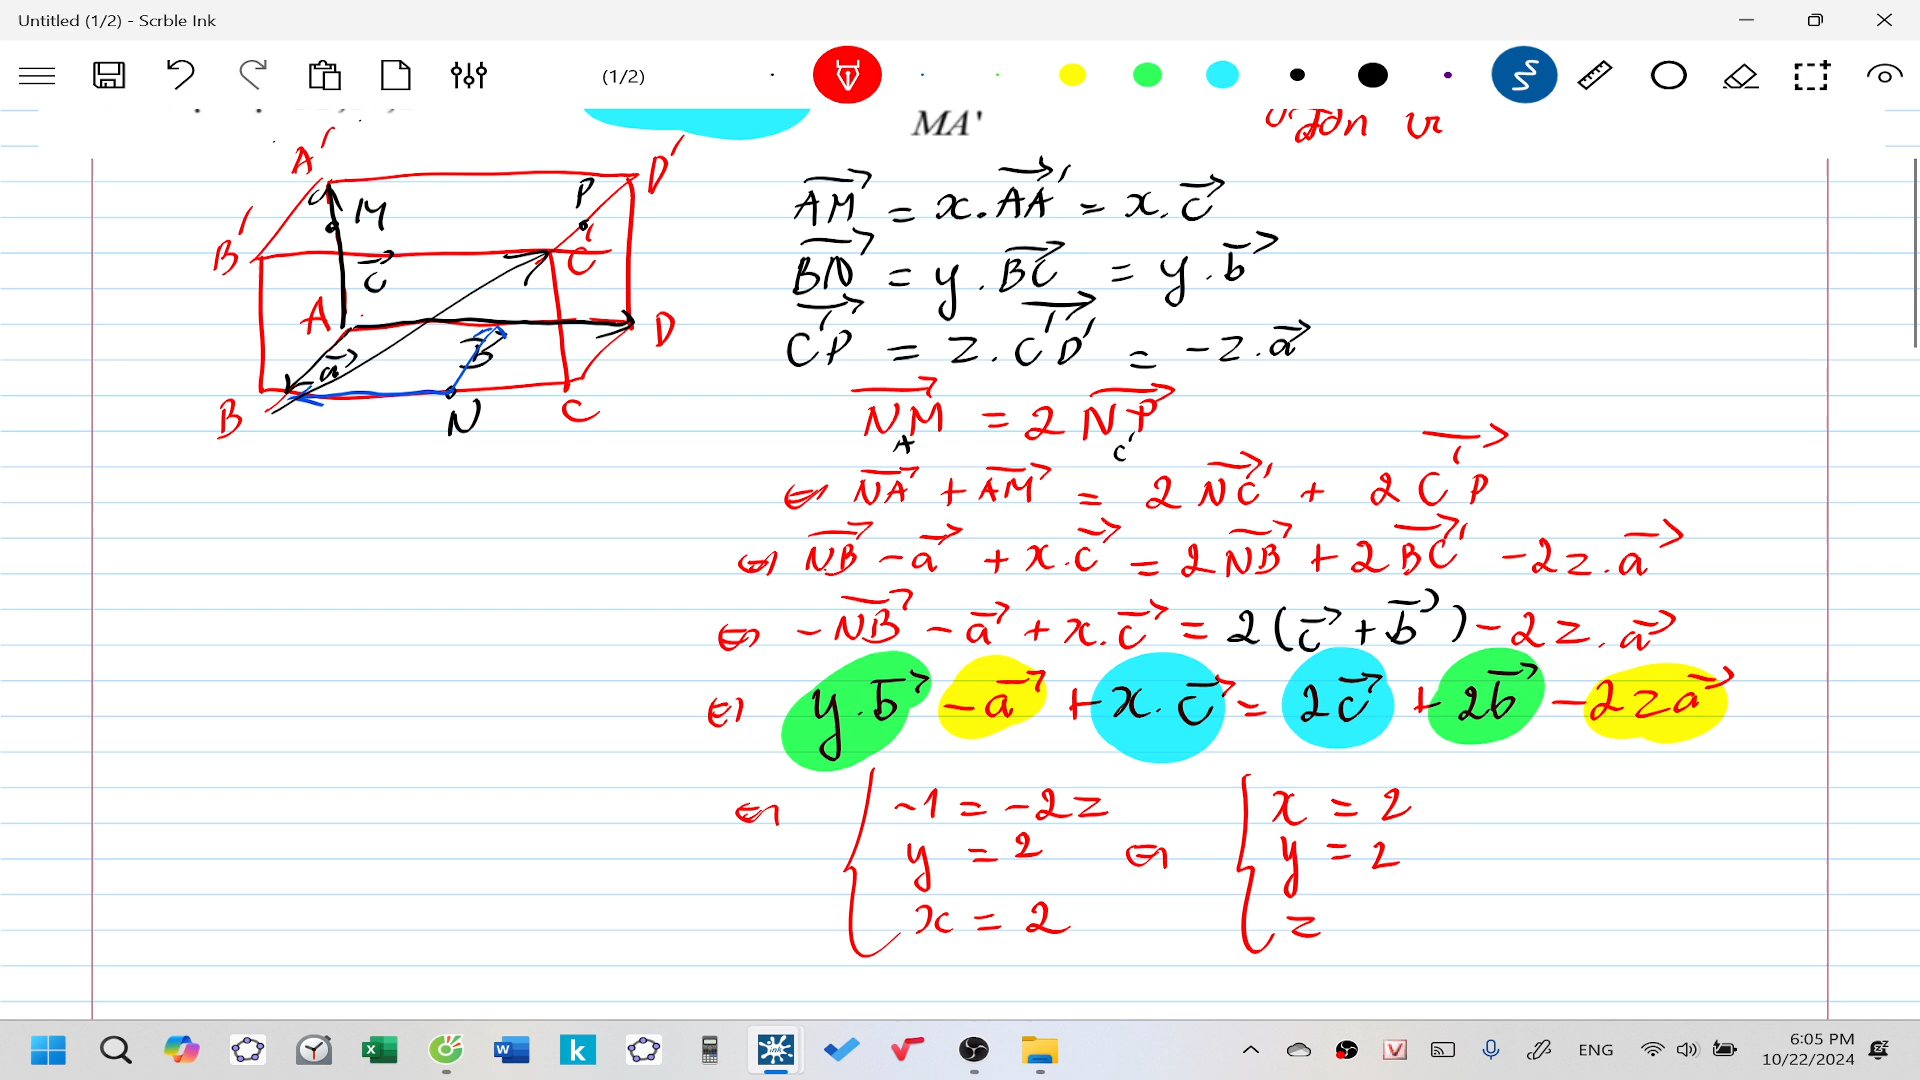 Untitled (1/2) - Scrble Ink
(1/2)
MA'
A'
D'
P
M
B'
c⃗
C'
A
D
a⃗
b⃗
B
N
C
AM⃗ = x.AA'⃗ = x.c⃗
BN⃗ = y.BC⃗ = y.b⃗
C'P⃗ = z.C'D'⃗ = -z.a⃗
NM⃗ = 2NP⃗
A C'
⇔ NA⃗ + AM⃗ = 2NC'⃗ + 2C'P⃗
⇔ NB⃗ - a⃗ + x.c⃗ = 2NB⃗ + 2BC'⃗ - 2z.a⃗
⇔ -NB⃗ - a⃗ + x.c⃗ = 2(c⃗ + b⃗) - 2z.a⃗
⇔ y.b⃗ - a⃗ + x.c⃗ = 2c⃗ + 2b⃗ - 2za⃗
⇔ { -1 = -2z
y = 2
x = 2
⇔ { x = 2
y = 2
z
ENG
6:05 PM
10/22/2024